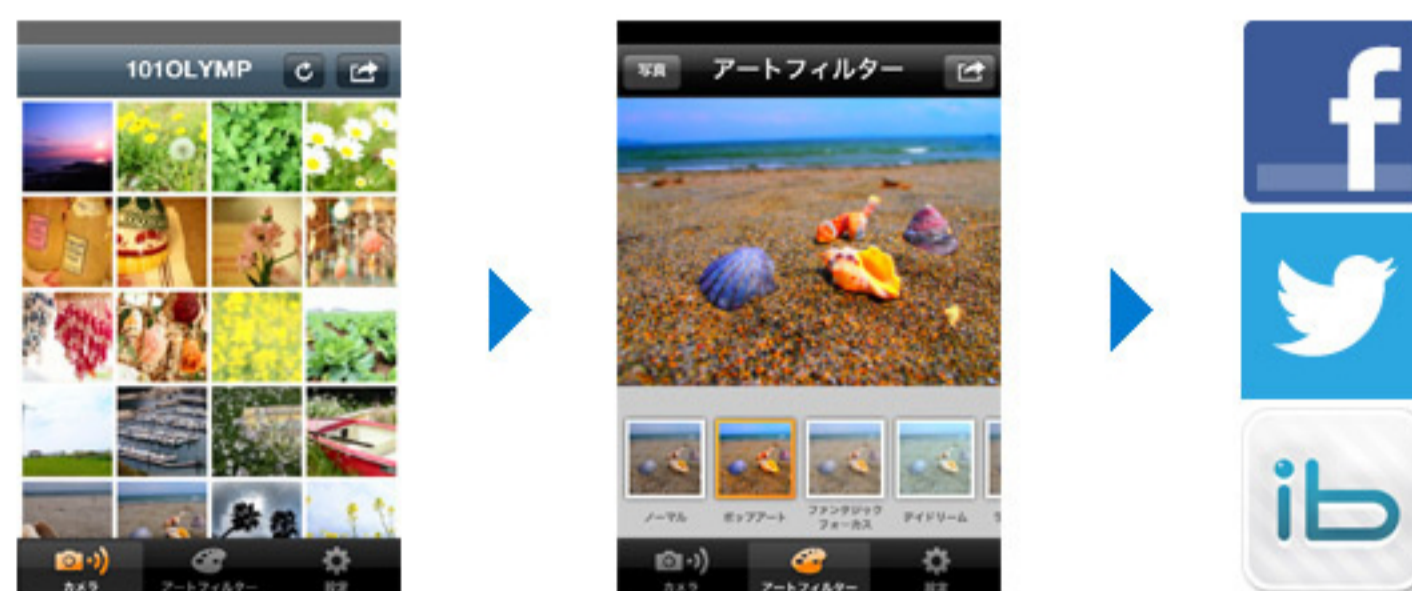 101OLYMP
カメラ
アートフィルター
設定
写真
アートフィルター
ノーマル
ポップアート
ファンタジック
フォーカス
デイドリーム
カメラ
アートフィルター
設定
f
ib